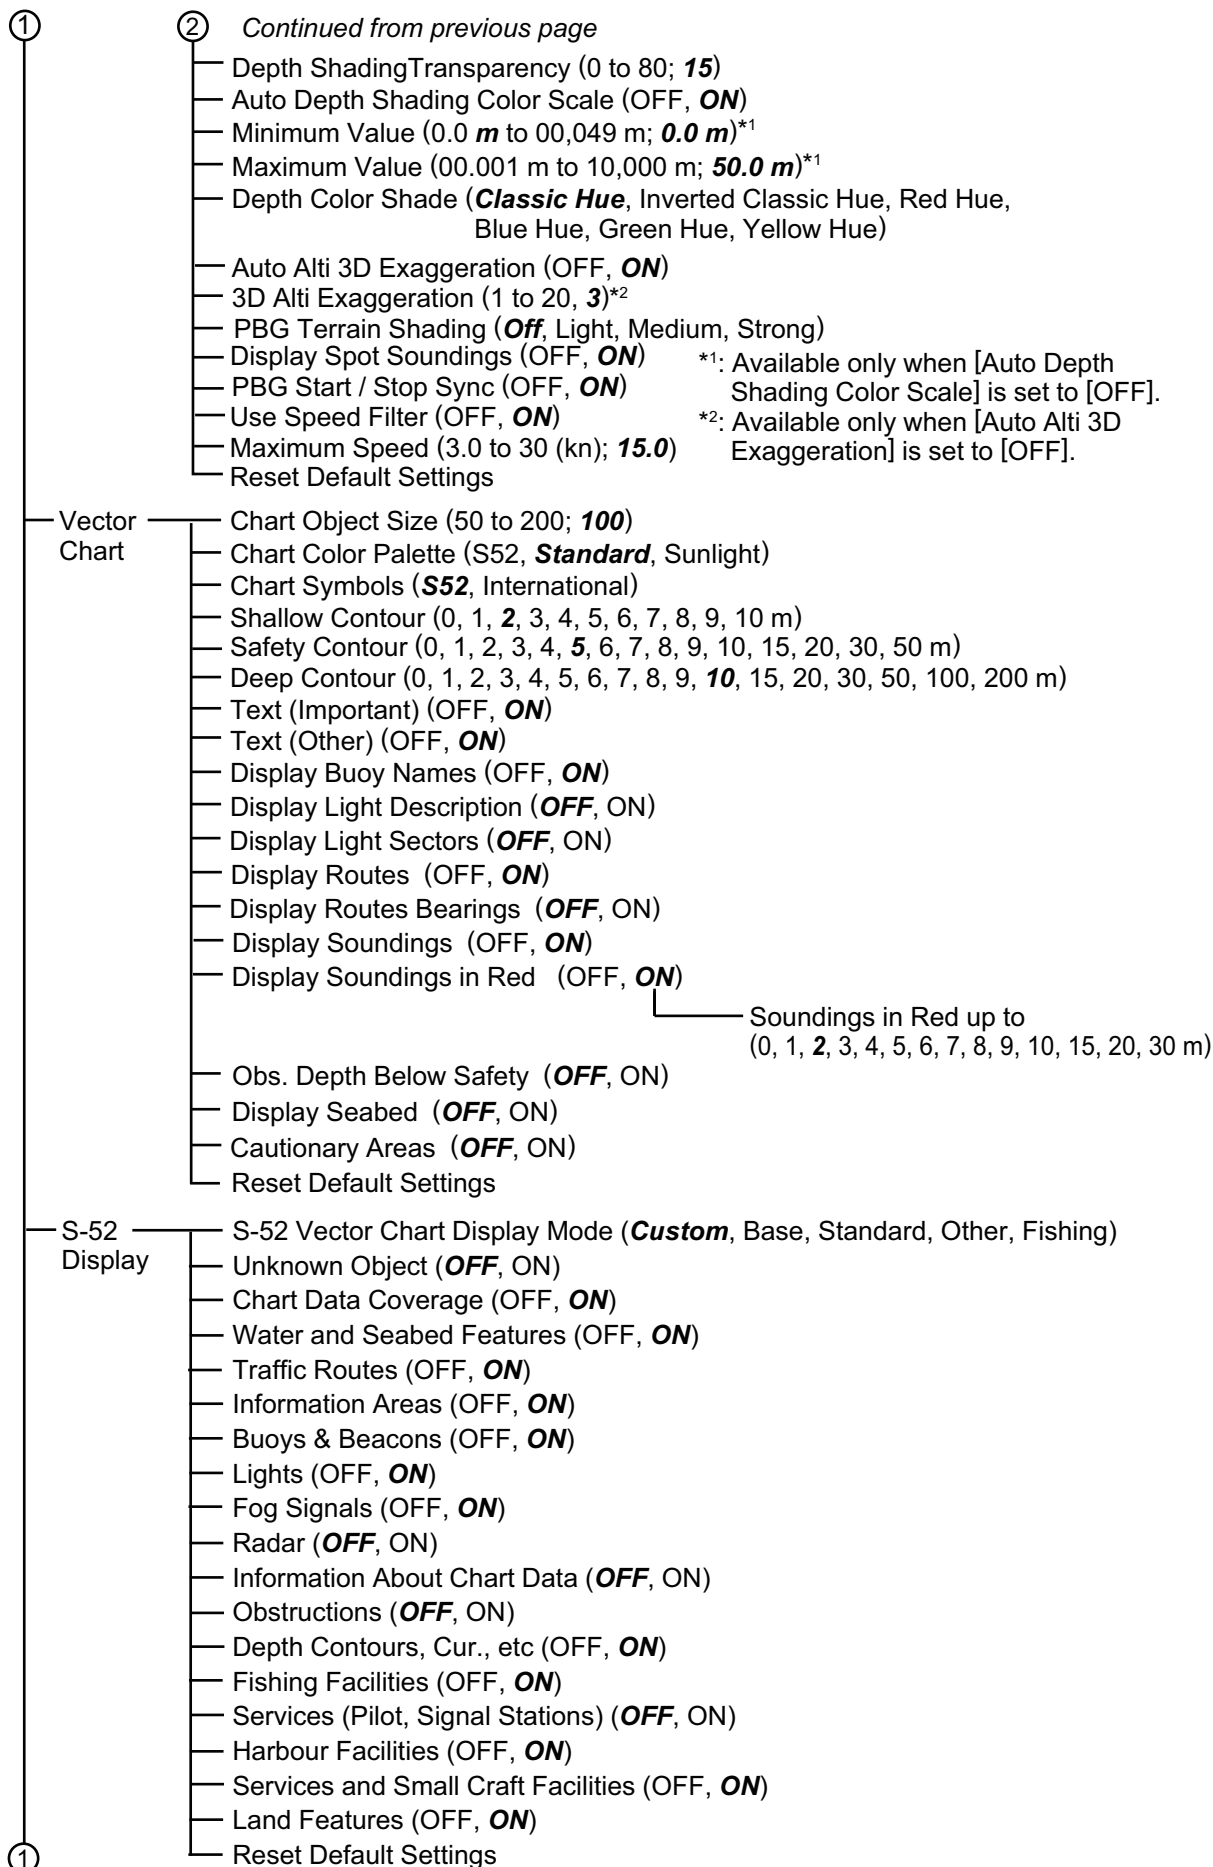 1
2 Continued from previous page
Depth ShadingTransparency (0 to 80; 15)
Auto Depth Shading Color Scale (OFF, ON)
Minimum Value (0.0 m to 00,049 m; 0.0 m)*1
Maximum Value (00.001 m to 10,000 m; 50.0 m)*1
Depth Color Shade (Classic Hue, Inverted Classic Hue, Red Hue,
Blue Hue, Green Hue, Yellow Hue)
Auto Alti 3D Exaggeration (OFF, ON)
3D Alti Exaggeration (1 to 20, 3)*2
PBG Terrain Shading (Off, Light, Medium, Strong)
Display Spot Soundings (OFF, ON)
PBG Start / Stop Sync (OFF, ON)
Use Speed Filter (OFF, ON)
Maximum Speed (3.0 to 30 (kn); 15.0)
Reset Default Settings
*1: Available only when [Auto Depth
Shading Color Scale] is set to [OFF].
*2: Available only when [Auto Alti 3D
Exaggeration] is set to [OFF].
Vector
Chart
Chart Object Size (50 to 200; 100)
Chart Color Palette (S52, Standard, Sunlight)
Chart Symbols (S52, International)
Shallow Contour (0, 1, 2, 3, 4, 5, 6, 7, 8, 9, 10 m)
Safety Contour (0, 1, 2, 3, 4, 5, 6, 7, 8, 9, 10, 15, 20, 30, 50 m)
Deep Contour (0, 1, 2, 3, 4, 5, 6, 7, 8, 9, 10, 15, 20, 30, 50, 100, 200 m)
Text (Important) (OFF, ON)
Text (Other) (OFF, ON)
Display Buoy Names (OFF, ON)
Display Light Description (OFF, ON)
Display Light Sectors (OFF, ON)
Display Routes (OFF, ON)
Display Routes Bearings (OFF, ON)
Display Soundings (OFF, ON)
Display Soundings in Red (OFF, ON)
Soundings in Red up to
(0, 1, 2, 3, 4, 5, 6, 7, 8, 9, 10, 15, 20, 30 m)
Obs. Depth Below Safety (OFF, ON)
Display Seabed (OFF, ON)
Cautionary Areas (OFF, ON)
Reset Default Settings
S-52
Display
S-52 Vector Chart Display Mode (Custom, Base, Standard, Other, Fishing)
Unknown Object (OFF, ON)
Chart Data Coverage (OFF, ON)
Water and Seabed Features (OFF, ON)
Traffic Routes (OFF, ON)
Information Areas (OFF, ON)
Buoys & Beacons (OFF, ON)
Lights (OFF, ON)
Fog Signals (OFF, ON)
Radar (OFF, ON)
Information About Chart Data (OFF, ON)
Obstructions (OFF, ON)
Depth Contours, Cur., etc (OFF, ON)
Fishing Facilities (OFF, ON)
Services (Pilot, Signal Stations) (OFF, ON)
Harbour Facilities (OFF, ON)
Services and Small Craft Facilities (OFF, ON)
Land Features (OFF, ON)
Reset Default Settings
1